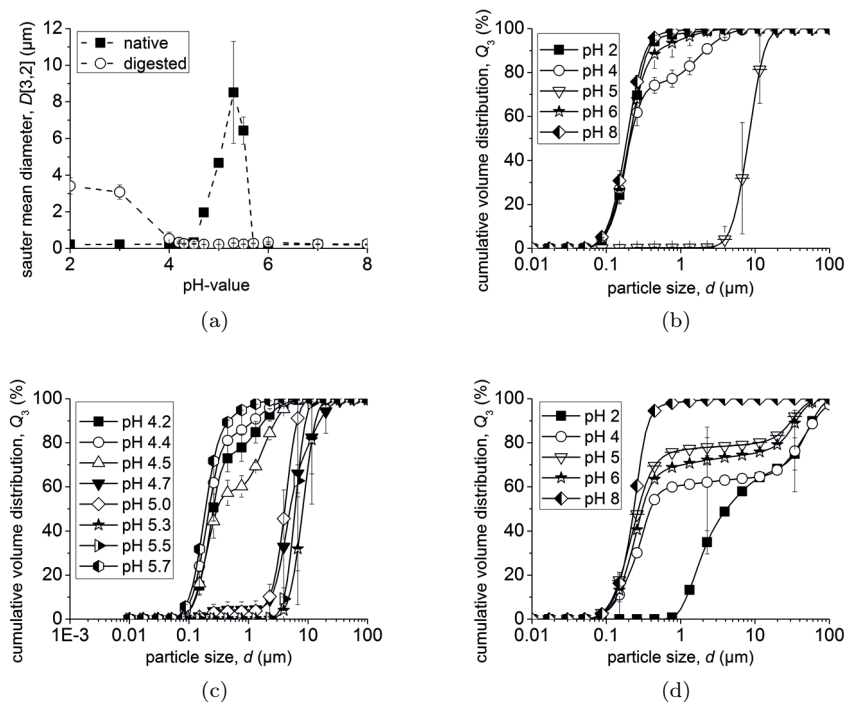 sauter mean diameter, D[3,2] (µm)
12
10
8
6
4
2
0
native
digested
2 4 6 8
pH-value
(a)
cumulative volume distribution, Q3 (%)
100
80
60
40
20
0
pH 2
pH 4
pH 5
pH 6
pH 8
0.01 0.1 1 10 100
particle size, d (µm)
(b)
cumulative volume distribution, Q3 (%)
100
80
60
40
20
0
pH 4.2
pH 4.4
pH 4.5
pH 4.7
pH 5.0
pH 5.3
pH 5.5
pH 5.7
1E-3 0.01 0.1 1 10 100
particle size, d (µm)
(c)
cumulative volume distribution, Q3 (%)
100
80
60
40
20
0
pH 2
pH 4
pH 5
pH 6
pH 8
0.01 0.1 1 10 100
particle size, d (µm)
(d)